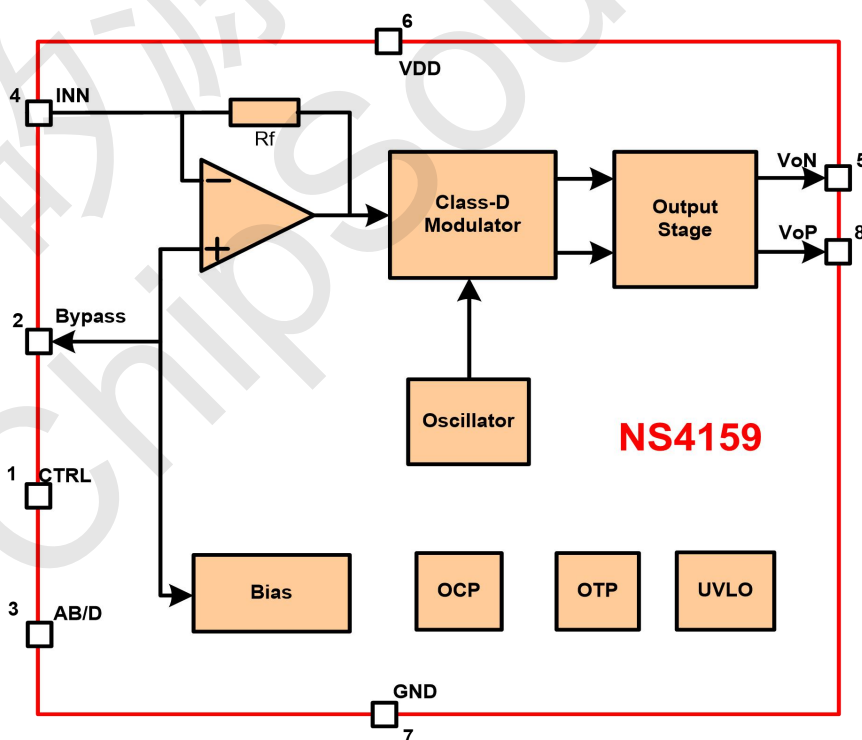 6
VDD
4
INN
Rf
Class-D
Modulator
Output
Stage
VoN
5
VoP
8
2
Bypass
Oscillator
NS4159
1
CTRL
Bias
OCP
OTP
UVLO
3
AB/D
GND
7
ChipSou